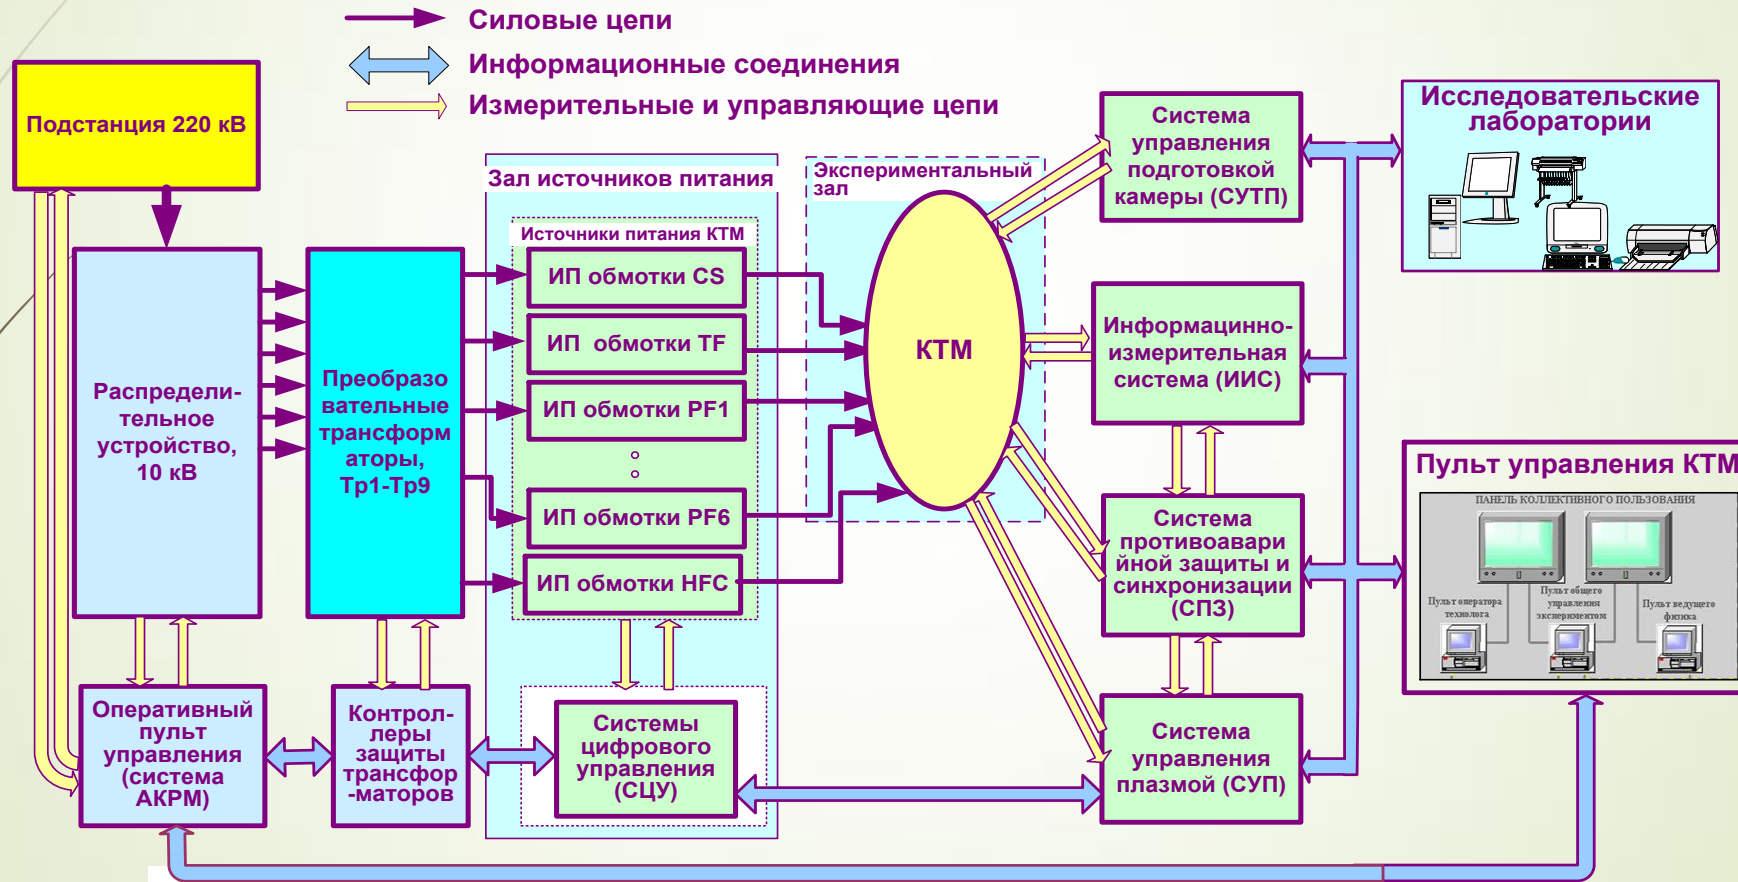 Силовые цепи
Информационные соединения
Измерительные и управляющие цепи
Подстанция 220 кВ
Распредели-
тельное
устройство,
10 кВ
Преобразо
вательные
трансформ
аторы,
Тр1-Тр9
Зал источников питания
Источники питания КТМ
ИП обмотки CS
ИП  обмотки TF
ИП обмотки PF1
ИП обмотки PF6
ИП обмотки HFC
Экспериментальный
зал
КТМ
Система
управления
подготовкой
камеры (СУТП)
Информацинно-
измерительная
система (ИИС)
Система
противоавари
йной защиты и
синхронизации
(СПЗ)
Система
управления
плазмой (СУП)
Исследовательские
лаборатории
Пульт управления КТМ
ПАНЕЛЬ КОЛЛЕКТИВНОГО ПОЛЬЗОВАНИЯ
Пульт оператора
технолога
Пульт общего
управления
экспериментом
Пульт ведущего
физика
Оперативный
пульт
управления
(система
АКРМ)
Контрол-
леры
защиты
трансфор
-маторов
Системы
цифрового
управления
(СЦУ)